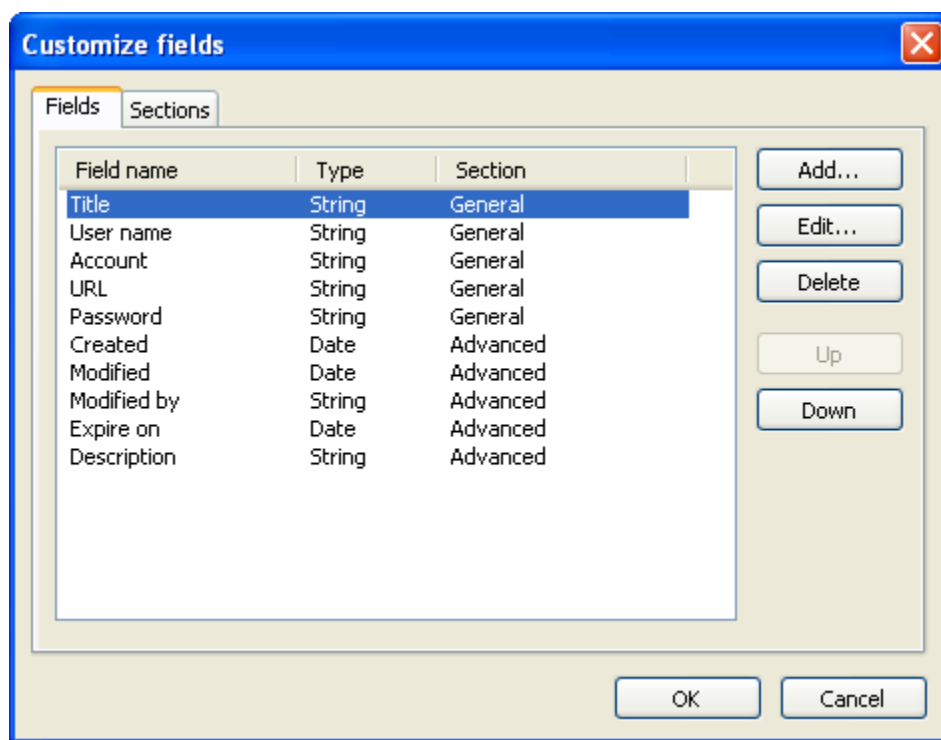 Customize fields
Fields Sections
Field name Type Section Add...
Title String General
User name String General Edit...
Account String General
URL String General Delete
Password String General
Created Date Advanced Up
Modified Date Advanced
Modified by String Advanced Down
Expire on Date Advanced
Description String Advanced
OK Cancel